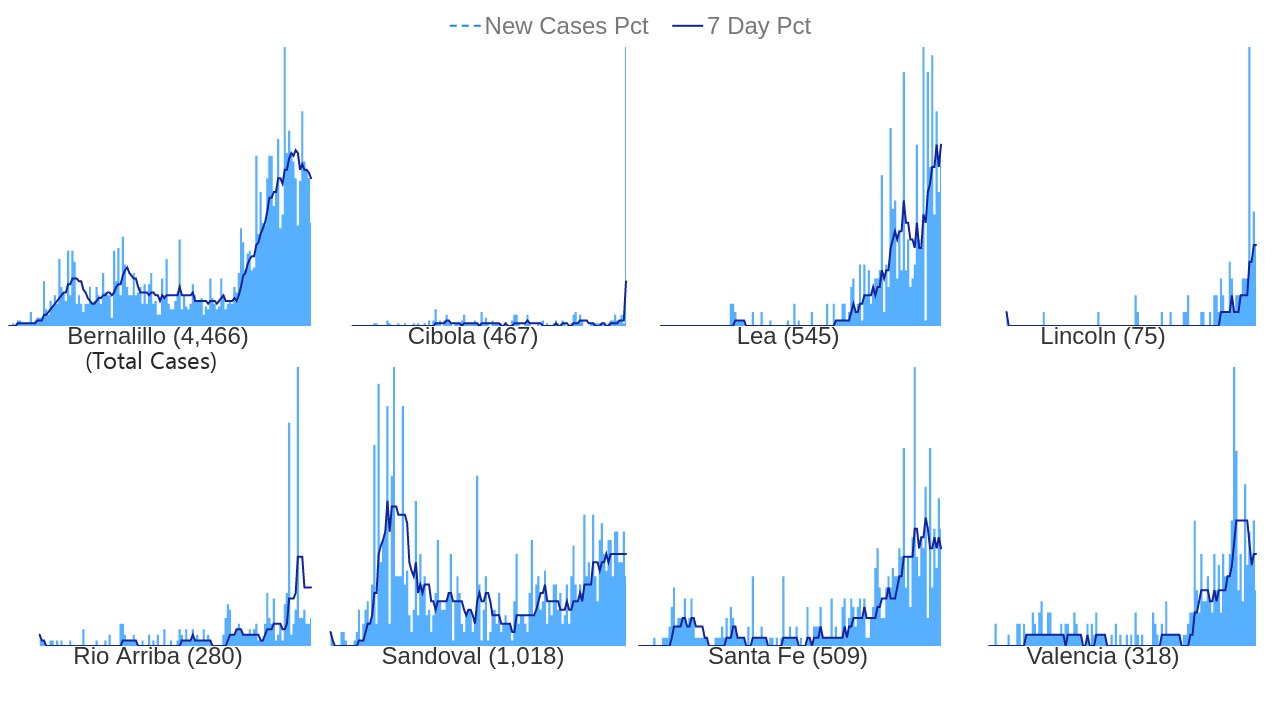 New Cases Pct 7 Day Pct
Bernalillo (4,466) Cibola (467) Lea (545) Lincoln (75)
(Total Cases)
Rio Arriba (280) Sandoval (1,018) Santa Fe (509) Valencia (318)